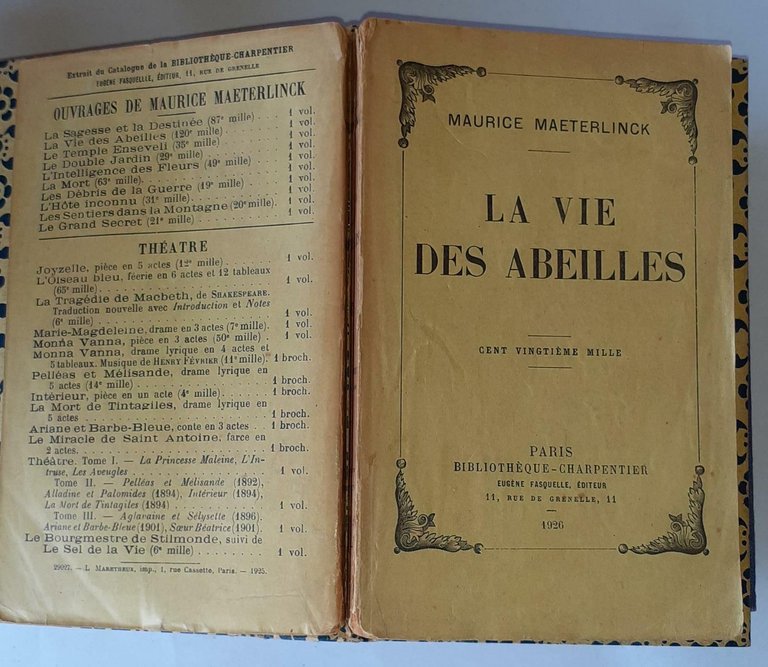 Extrait du Catalogue de la BIBLIOTHÈQUE-CHARPENTIER
EUGÈNE FASQUELLE, ÉDITEUR, 11, RUE DE GRENELLE
OUVRAGES DE MAURICE MAETERLINCK
La Sagesse et la Destinée (87e mille) . . . . 1 vol.
La Vie des Abeilles (120e mille) . . . . 1 vol.
Le Temple Enseveli (35e mille) . . . . 1 vol.
Le Double Jardin (29e mille) . . . . 1 vol.
L'Intelligence des Fleurs (49e mille) . . . . 1 vol.
La Mort (63e mille) . . . . 1 vol.
Les Débris de la Guerre (19e mille) . . . . 1 vol.
L'Hôte inconnu (31e mille) . . . . 1 vol.
Les Sentiers dans la Montagne (20e mille). 1 vol.
Le Grand Secret (21e mille) . . . . 1 vol.
THÉATRE
Joyzelle, pièce en 5 actes (12e mille) . . . . 1 vol.
L'Oiseau bleu, féerie en 6 actes et 12 tableaux
(65e mille) . . . . 1 vol.
La Tragédie de Macbeth, de SHAKESPEARE.
Traduction nouvelle avec Introduction et Notes
(6e mille) . . . . 1 vol.
Marie-Magdeleine, drame en 3 actes (7e mille). 1 vol.
Monna Vanna, pièce en 3 actes (50e mille) . 1 vol.
Monna Vanna, drame lyrique en 4 actes et
5 tableaux. Musique de HENRY FÉVRIER (11e mille). 1 broch.
Pelléas et Mélisande, drame lyrique en
5 actes (14e mille) . . . . 1 broch.
Intérieur, pièce en un acte (4e mille) . . . . 1 broch.
La Mort de Tintagiles, drame lyrique en
5 actes . . . . 1 broch.
Ariane et Barbe-Bleue, conte en 3 actes . . 1 broch.
Le Miracle de Saint Antoine, farce en
2 actes. . . . . 1 broch.
Théâtre. Tome I. — La Princesse Maleine, L'In-
truse, Les Aveugles . . . . 1 vol.
Tome II. — Pelléas et Mélisande (1892),
Alladine et Palomides (1894), Intérieur (1894),
La Mort de Tintagiles (1894) . . . . 1 vol.
Tome III. — Aglavaine et Sélysette (1896),
Ariane et Barbe-Bleue (1901), Sœur Béatrice (1901). 1 vol.
Le Bourgmestre de Stilmonde, suivi de
Le Sel de la Vie (6e mille) . . . . 1 vol.
29027. — L. MARETHEUX, imp., 1, rue Cassette, Paris. — 1925.
MAURICE MAETERLINCK
LA VIE
DES ABEILLES
CENT VINGTIÈME MILLE
PARIS
BIBLIOTHÈQUE-CHARPENTIER
EUGÈNE FASQUELLE, ÉDITEUR
11, RUE DE GRENELLE, 11
1926